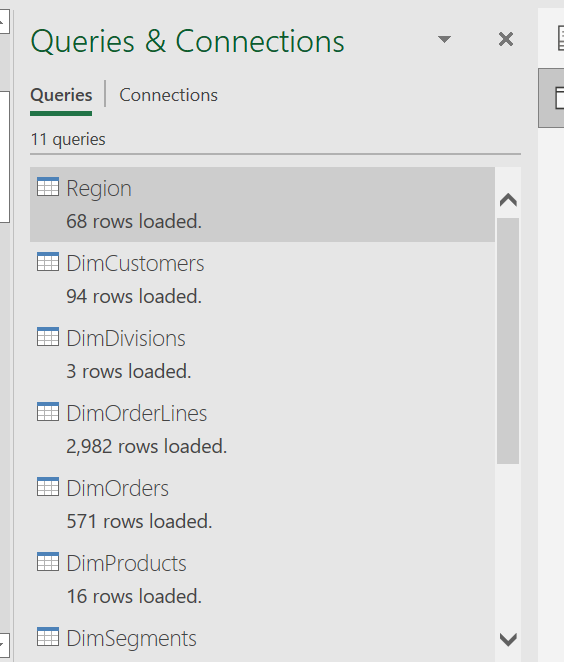 Queries & Connections
Queries
Connections
11 queries
Region
68 rows loaded.
DimCustomers
94 rows loaded.
DimDivisions
3 rows loaded.
DimOrderLines
2,982 rows loaded.
DimOrders
571 rows loaded.
DimProducts
16 rows loaded.
DimSegments